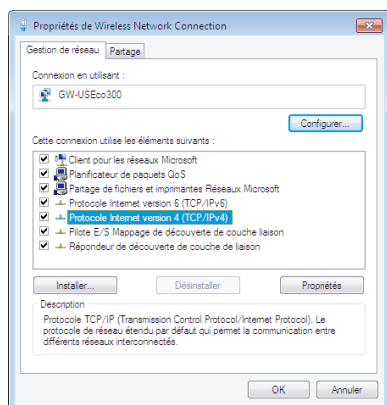 Propriétés de Wireless Network Connection
Gestion de réseau
Partage
Connexion en utilisant :
GW-USEco300
Configurer...
Cette connexion utilise les éléments suivants :
Client pour les réseaux Microsoft
Planificateur de paquets QoS
Partage de fichiers et imprimantes Réseaux Microsoft
Protocole Internet version 6 (TCP/IPv6)
Protocole Internet version 4 (TCP/IPv4)
Pilote E/S Mappage de découverte de couche liaison
Répondeur de découverte de couche de liaison
Installer...
Désinstaller
Propriétés
Description
Protocole TCP/IP (Transmission Control Protocol/Internet Protocol). Le
protocole de réseau étendu par défaut qui permet la communication entre
différents réseaux interconnectés.
OK
Annuler